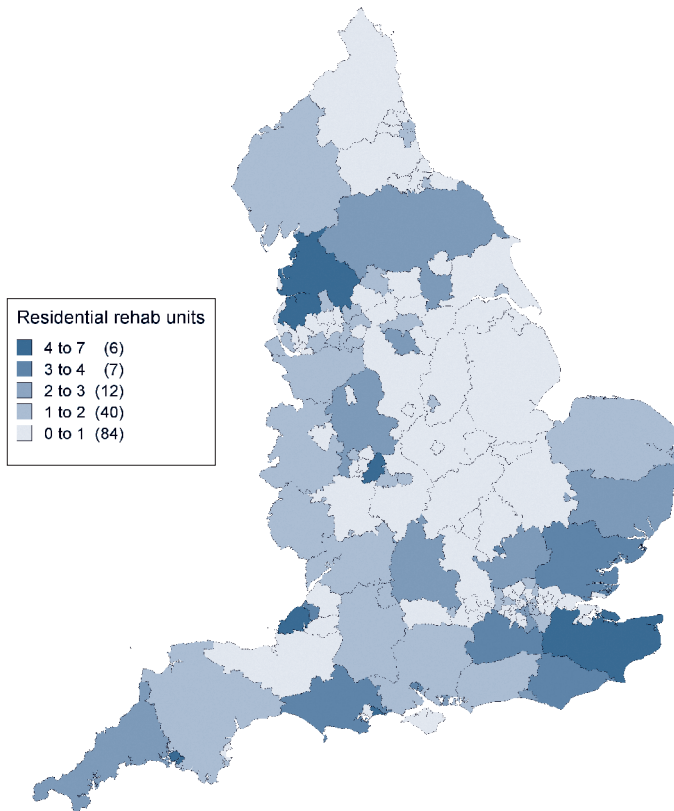 Residential rehab units
4 to 7 (6)
3 to 4 (7)
2 to 3 (12)
1 to 2 (40)
0 to 1 (84)